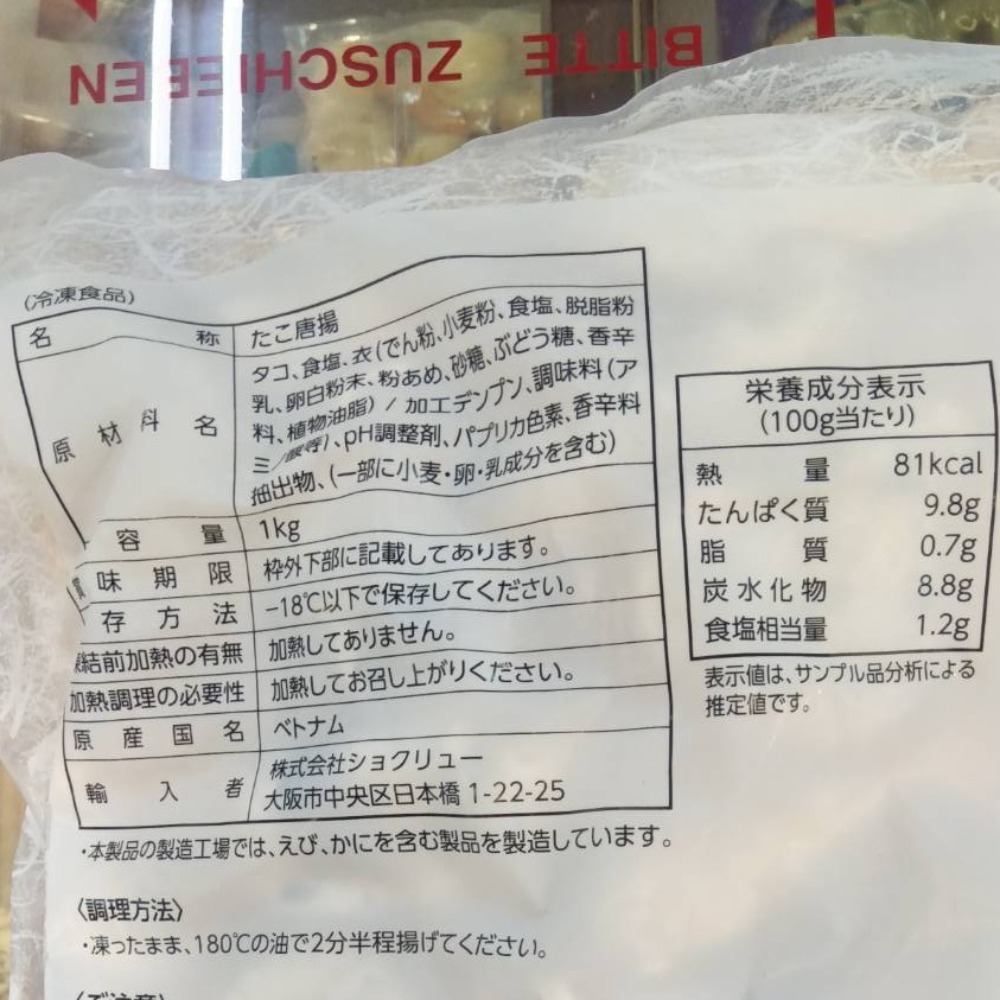 BITTE ZUSCHIEBEN
(冷凍食品)
名称 たこ唐揚
原材料名 タコ、食塩、衣(でん粉、小麦粉、食塩、脱脂粉
乳、卵白粉末、粉あめ、砂糖、ぶどう糖、香辛
料、植物油脂) / 加工デンプン、調味料(ア
ミノ酸等)、pH調整剤、パプリカ色素、香辛料
抽出物、(一部に小麦・卵・乳成分を含む)
容量 1kg
味期限 枠外下部に記載してあります。
存方法 -18℃以下で保存してください。
結前加熱の有無 加熱してありません。
加熱調理の必要性 加熱してお召し上がりください。
原産国名 ベトナム
輸入者 株式会社ショクリュー
大阪市中央区日本橋 1-22-25
・本製品の製造工場では、えび、かにを含む製品を製造しています。
〈調理方法〉
・凍ったまま、180℃の油で2分半程揚げてください。
栄養成分表示
(100g当たり)
熱量 81kcal
たんぱく質 9.8g
脂質 0.7g
炭水化物 8.8g
食塩相当量 1.2g
表示値は、サンプル品分析による
推定値です。